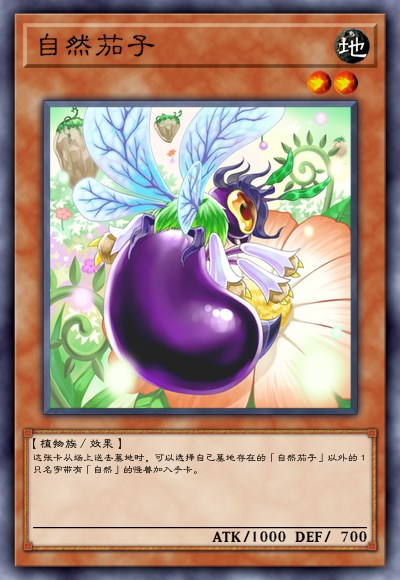 自然茄子
地
【植物族／效果】
这张卡从场上送去墓地时，可以选择自己墓地存在的「自然茄子」以外的1
只名字带有「自然」的怪兽加入手卡。
ATK/1000 DEF/ 700